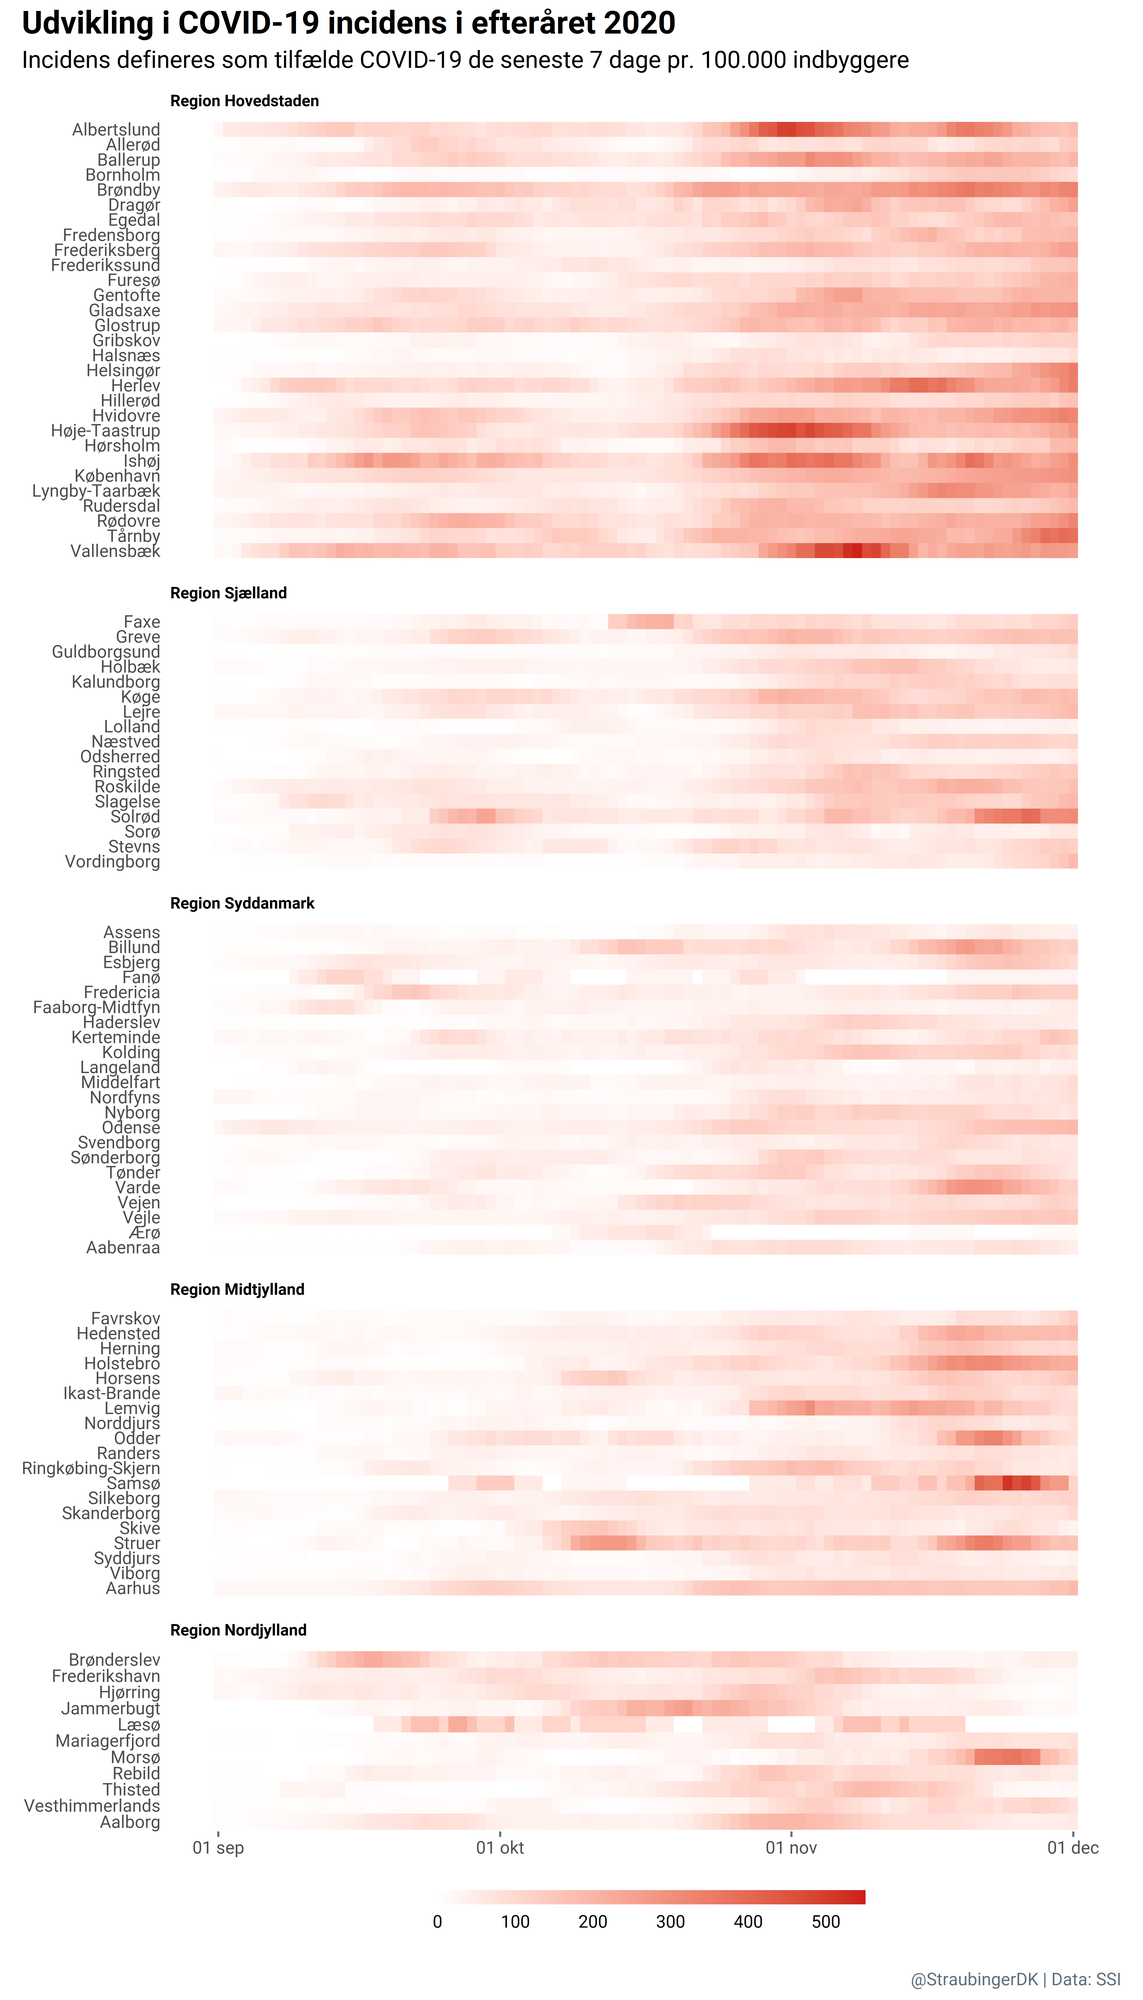 Udvikling i COVID-19 incidens i efteråret 2020
Incidens defineres som tilfælde COVID-19 de seneste 7 dage pr. 100.000 indbyggere
Region Hovedstaden
Albertslund
Allerød
Ballerup
Bornholm
Brøndby
Dragør
Egedal
Fredensborg
Frederiksberg
Frederikssund
Furesø
Gentofte
Gladsaxe
Glostrup
Gribskov
Halsnæs
Helsingør
Herlev
Hillerød
Hvidovre
Høje-Taastrup
Hørsholm
Ishøj
København
Lyngby-Taarbæk
Rudersdal
Rødovre
Tårnby
Vallensbæk
Region Sjælland
Faxe
Greve
Guldborgsund
Holbæk
Kalundborg
Køge
Lejre
Lolland
Næstved
Odsherred
Ringsted
Roskilde
Slagelse
Solrød
Sorø
Stevns
Vordingborg
Region Syddanmark
Assens
Billund
Esbjerg
Fanø
Fredericia
Faaborg-Midtfyn
Haderslev
Kerteminde
Kolding
Langeland
Middelfart
Nordfyns
Nyborg
Odense
Svendborg
Sønderborg
Tønder
Varde
Vejen
Vejle
Ærø
Aabenraa
Region Midtjylland
Favrskov
Hedensted
Herning
Holstebro
Horsens
Ikast-Brande
Lemvig
Norddjurs
Odder
Randers
Ringkøbing-Skjern
Samsø
Silkeborg
Skanderborg
Skive
Struer
Syddjurs
Viborg
Aarhus
Region Nordjylland
Brønderslev
Frederikshavn
Hjørring
Jammerbugt
Læsø
Mariagerfjord
Morsø
Rebild
Thisted
Vesthimmerlands
Aalborg
01 sep 01 okt 01 nov 01 dec
0 100 200 300 400 500
@StraubingerDK | Data: SSI